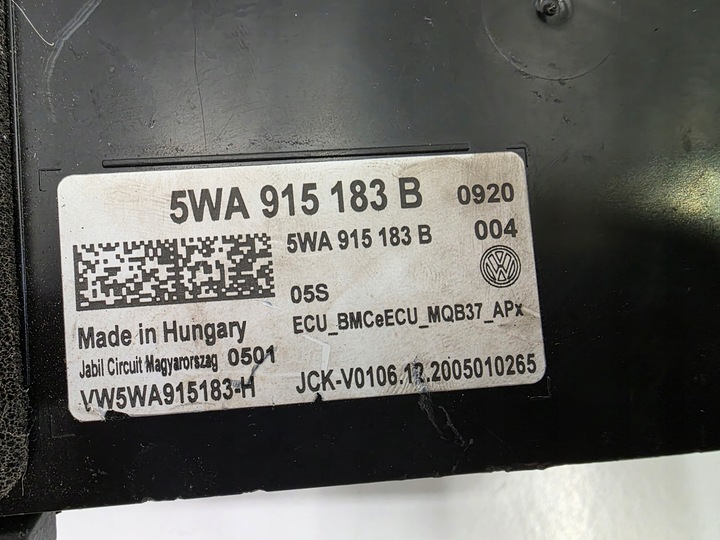 5WA 915 183 B 0920
5WA 915 183 B 004
05S
ECU_BMCeECU_MQB37_APx
Made in Hungary
Jabil Circuit Magyarorszag 0501
VW5WA915183-H JCK-V0106.12.2005010265